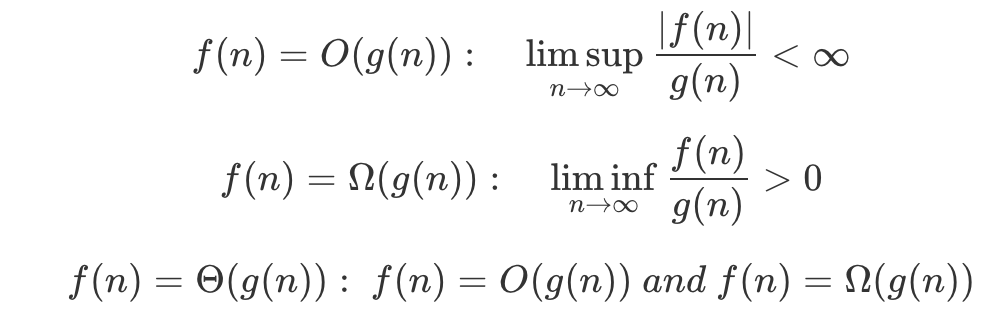 f(n) = O(g(n)) : lim sup_{n→∞} |f(n)|/g(n) < ∞
f(n) = Ω(g(n)) : lim inf_{n→∞} f(n)/g(n) > 0
f(n) = Θ(g(n)) : f(n) = O(g(n)) and f(n) = Ω(g(n))